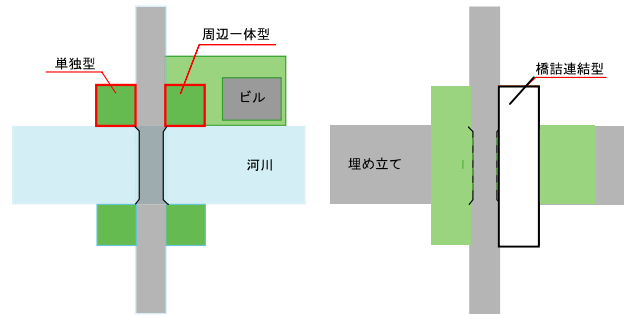 周辺一体型
単独型
ビル
河川
橋詰連結型
埋め立て